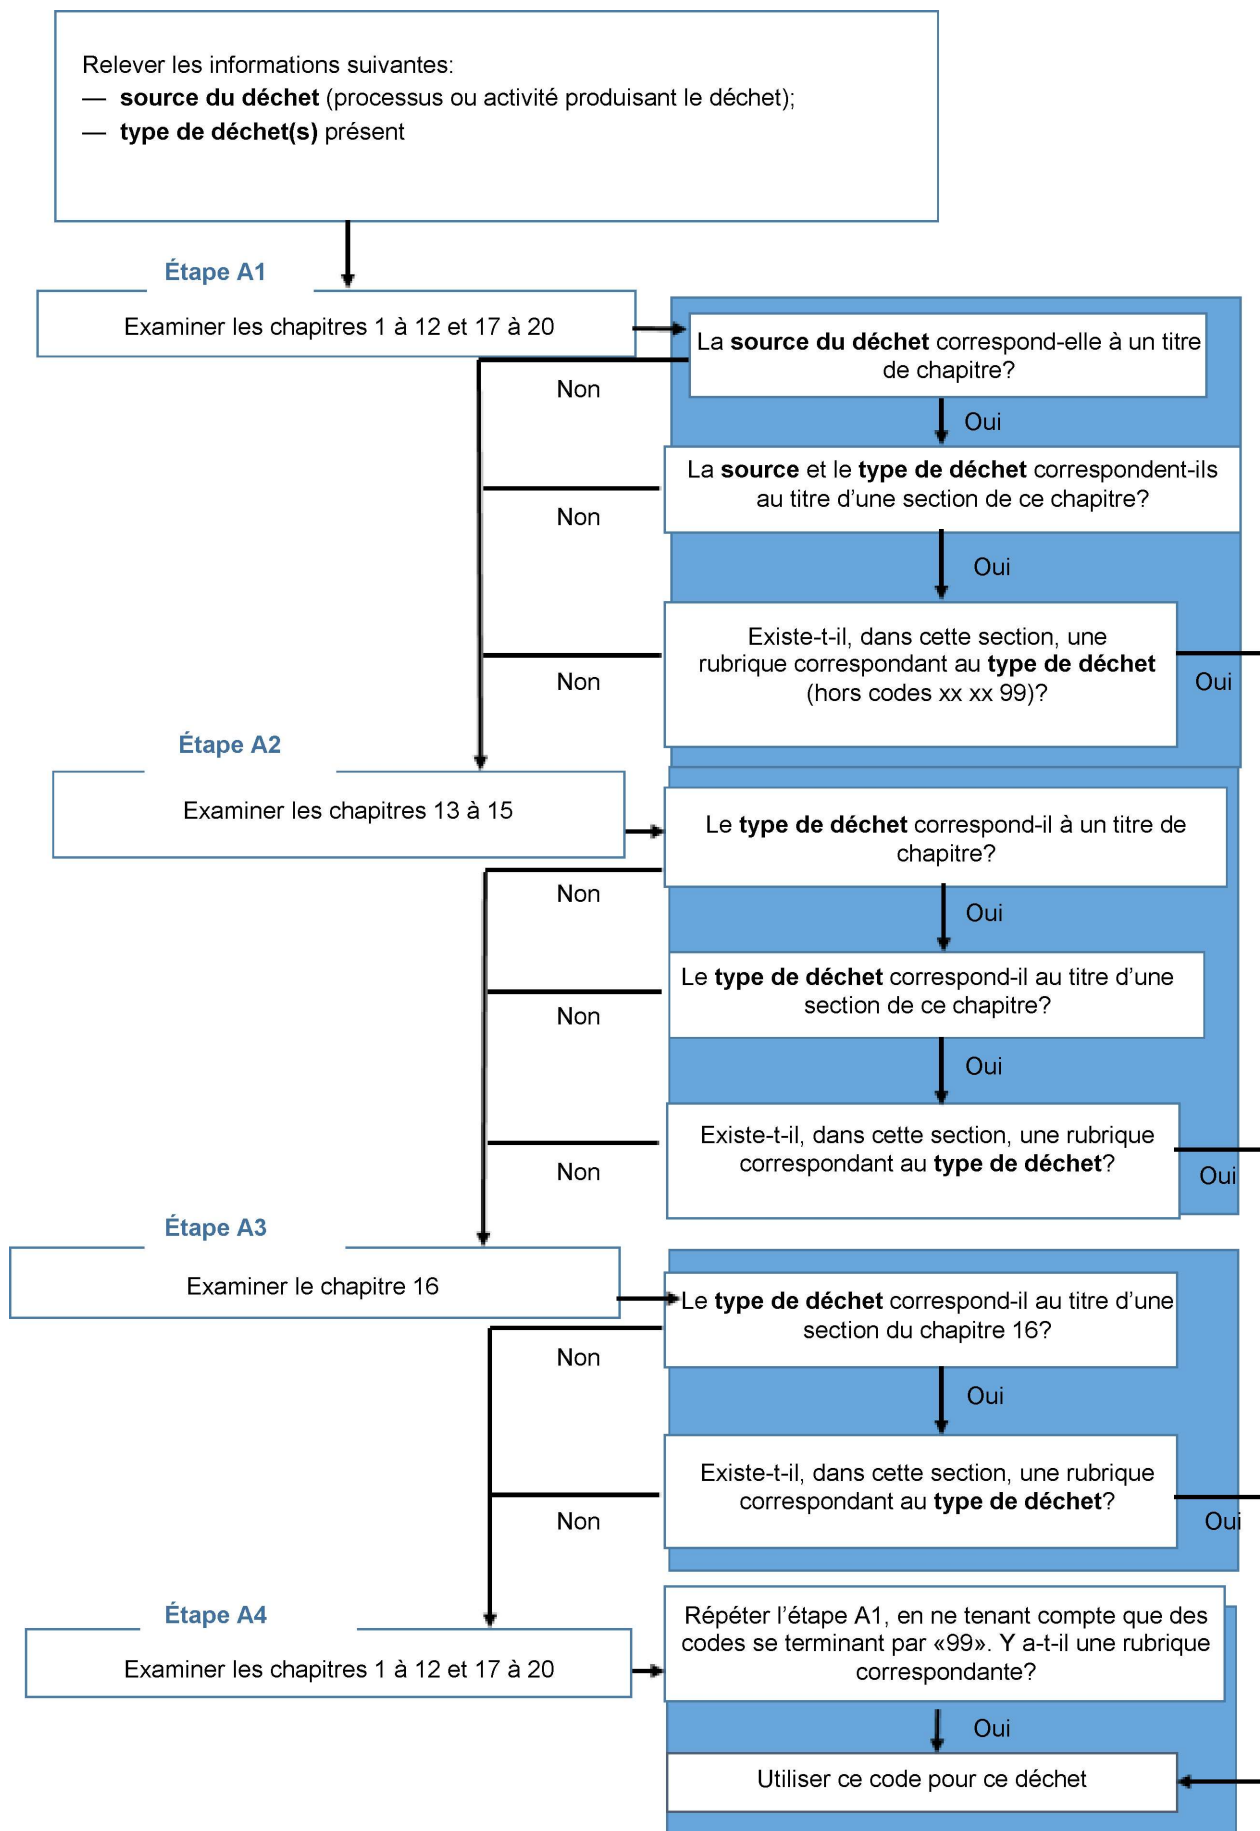 Relever les informations suivantes:
— source du déchet (processus ou activité produisant le déchet);
— type de déchet(s) présent
Étape A1
Examiner les chapitres 1 à 12 et 17 à 20
La source du déchet correspond-elle à un titre
de chapitre?
Non
Oui
La source et le type de déchet correspondent-ils
au titre d’une section de ce chapitre?
Non
Oui
Existe-t-il, dans cette section, une
rubrique correspondant au type de déchet
(hors codes xx xx 99)?
Non
Oui
Étape A2
Examiner les chapitres 13 à 15
Le type de déchet correspond-il à un titre de
chapitre?
Non
Oui
Le type de déchet correspond-il au titre d’une
section de ce chapitre?
Non
Oui
Existe-t-il, dans cette section, une rubrique
correspondant au type de déchet?
Non
Oui
Étape A3
Examiner le chapitre 16
Le type de déchet correspond-il au titre d’une
section du chapitre 16?
Non
Oui
Existe-t-il, dans cette section, une rubrique
correspondant au type de déchet?
Non
Oui
Étape A4
Examiner les chapitres 1 à 12 et 17 à 20
Répéter l’étape A1, en ne tenant compte que des
codes se terminant par «99». Y a-t-il une rubrique
correspondante?
Oui
Utiliser ce code pour ce déchet